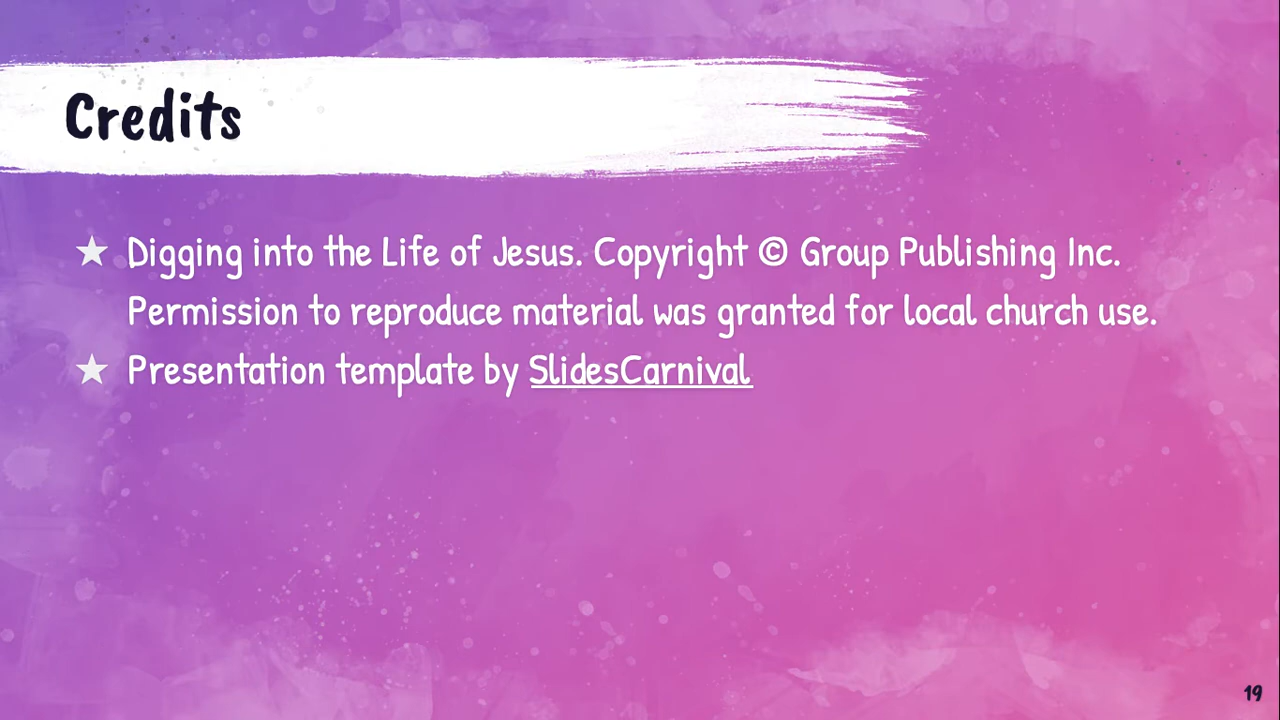 Credits
★ Digging into the Life of Jesus. Copyright © Group Publishing Inc.
Permission to reproduce material was granted for local church use.
★ Presentation template by SlidesCarnival
19